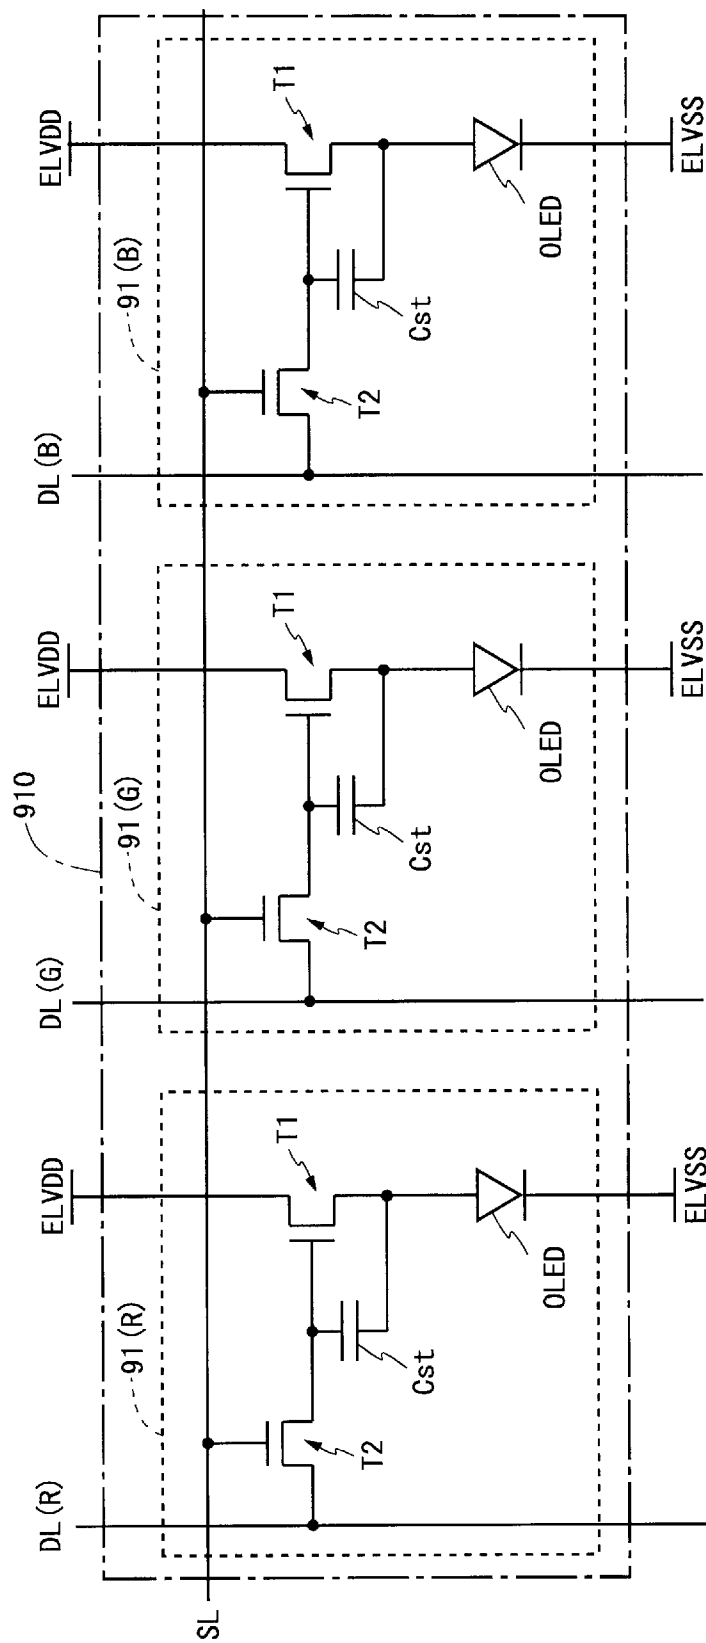 910
91(R)
91(G)
91(B)
DL(R)
ELVDD
DL(G)
ELVDD
DL(B)
ELVDD
SL
T1
T1
T1
T2
T2
T2
Cst
Cst
Cst
OLED
OLED
OLED
ELVSS
ELVSS
ELVSS